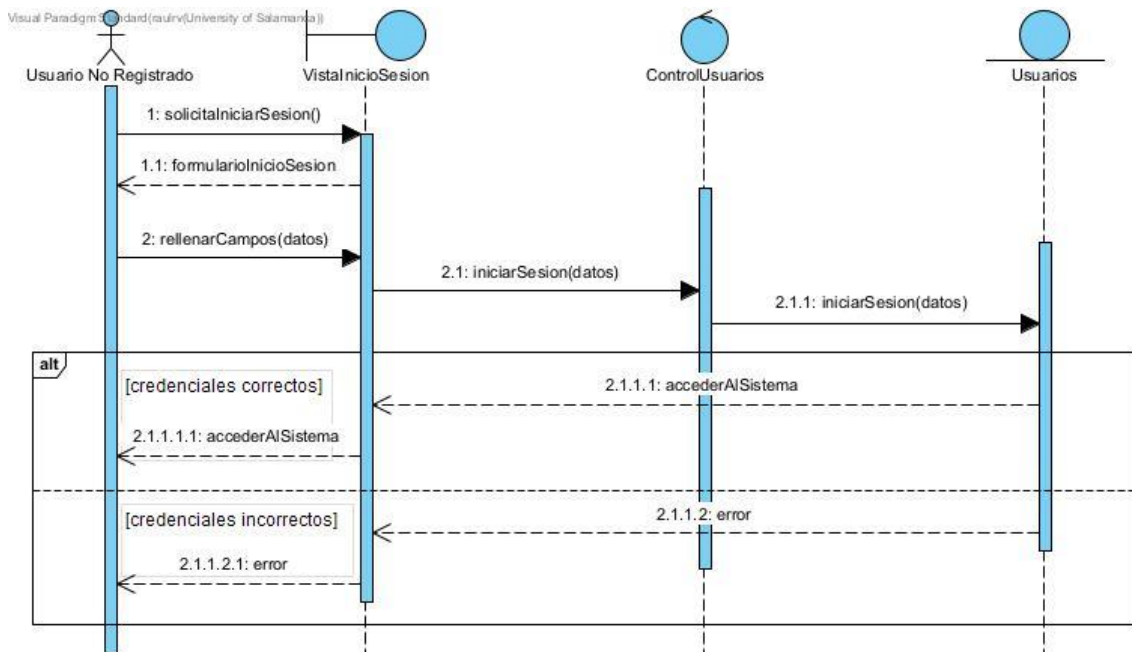 Visual Paradigm Standard(raulrv(University of Salamanca))
Usuario No Registrado
VistaInicioSesion
ControlUsuarios
Usuarios
1: solicitaIniciarSesion()
1.1: formularioInicioSesion
2: rellenarCampos(datos)
2.1: iniciarSesion(datos)
2.1.1: iniciarSesion(datos)
alt
[credenciales correctos]
2.1.1.1: accederAlSistema
2.1.1.1.1: accederAlSistema
[credenciales incorrectos]
2.1.1.2: error
2.1.1.2.1: error